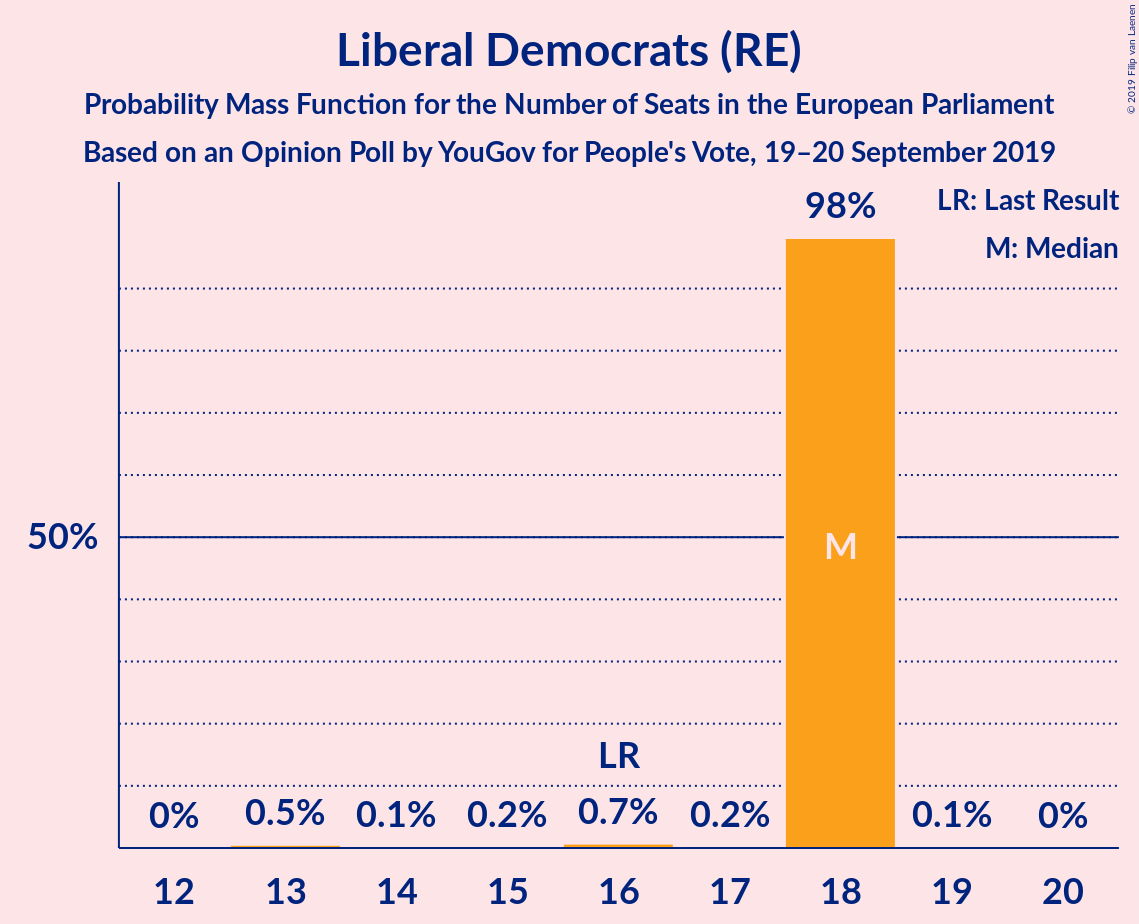 Liberal Democrats (RE)
Probability Mass Function for the Number of Seats in the European Parliament
Based on an Opinion Poll by YouGov for People's Vote, 19–20 September 2019
© 2019 Filip van Laenen
LR: Last Result
M: Median
98%
50%
M
LR
0% 0.5% 0.1% 0.2% 0.7% 0.2% 0.1% 0%
12 13 14 15 16 17 18 19 20